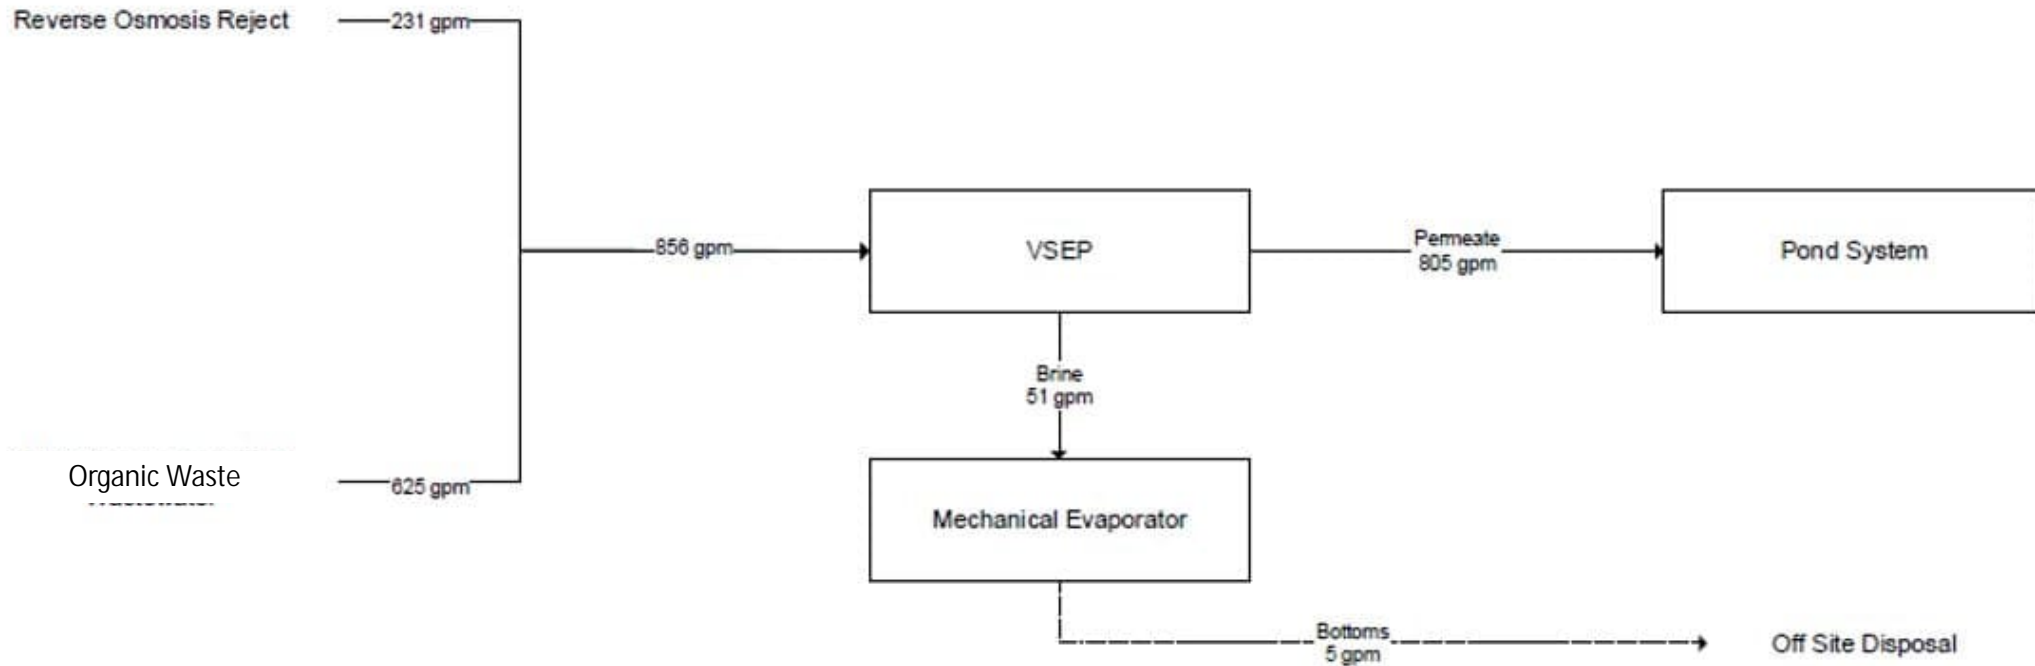 Reverse Osmosis Reject
231 gpm
856 gpm
VSEP
Permeate
805 gpm
Pond System
Brine
51 gpm
Organic Waste
625 gpm
Mechanical Evaporator
Bottoms
5 gpm
Off Site Disposal